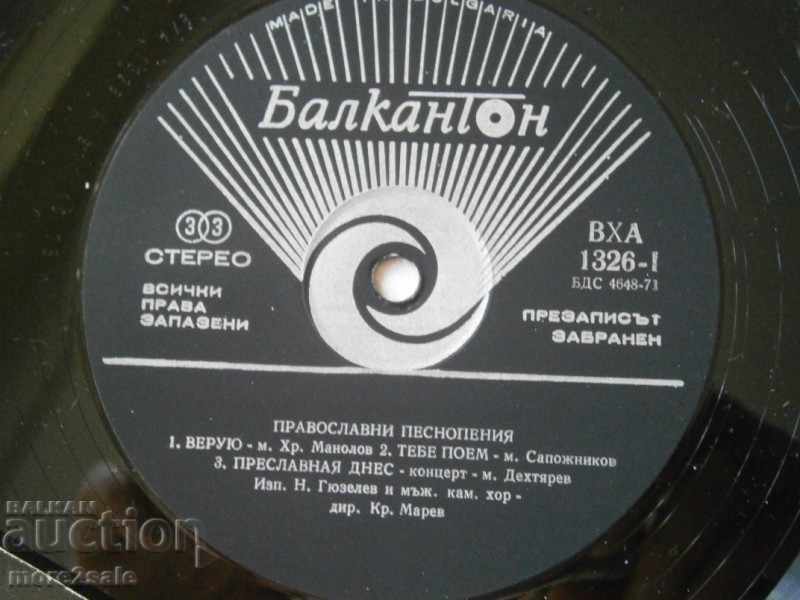 MADE IN BULGARIA
Балкантон
33
СТЕРЕО
ВСИЧКИ
ПРАВА
ЗАПАЗЕНИ
ВХА
1326-I
БДС 4648-71
ПРЕЗАПИСЪТ
ЗАБРАНЕН
ПРАВОСЛАВНИ ПЕСНОПЕНИЯ
1. ВЕРУЮ - м. Хр. Манолов 2. ТЕБЕ ПОЕМ - м. Сапожников
3. ПРЕСЛАВНАЯ ДНЕС - концерт - м. Дехтярев
Изп. Н. Гюзелев и мъж. кам. хор -
дир. Кр. Марев
BALKAN
auction
more2sale